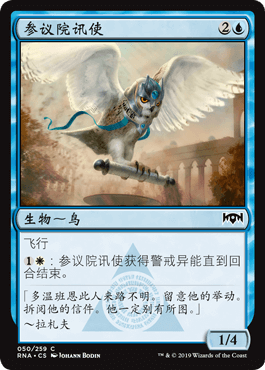 参议院讯使 2
生物～鸟
飞行
1：参议院讯使获得警戒异能直到回
合结束。
「多温班恩此人来路不明。留意他的举动。
拆阅他的信件。他一定别有所图。」
～拉札夫
1/4
050/259 C
RNA • CS JOHANN BODIN
™ & © 2019 Wizards of the Coast